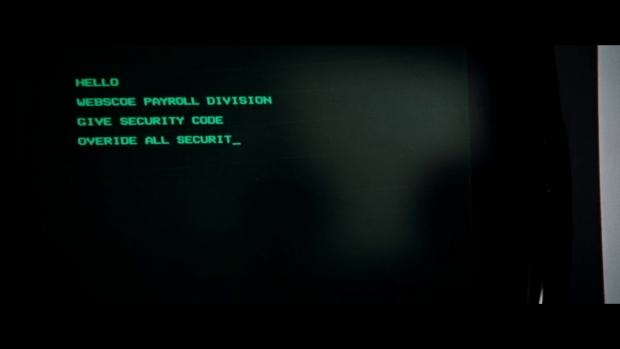 HELLO
WEBSCOE PAYROLL DIVISION
GIVE SECURITY CODE
OVERIDE ALL SECURIT_